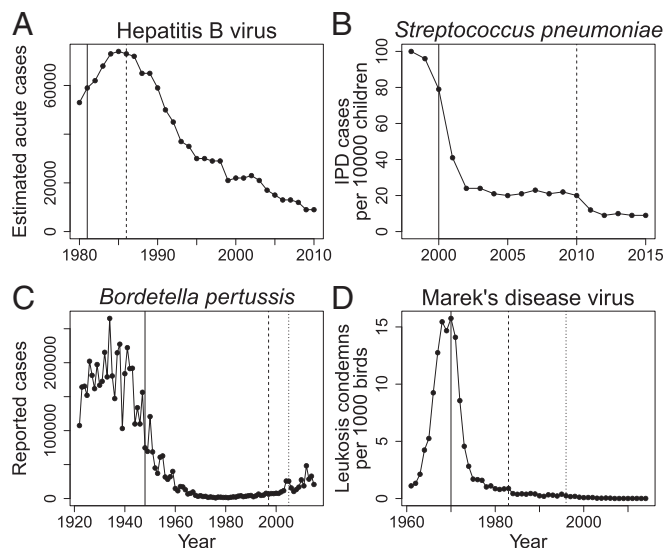 A
Hepatitis B virus
Estimated acute cases
0
20000
60000
1980
1990
2000
2010
B
Streptococcus pneumoniae
IPD cases
per 10000 children
0
20
40
60
80
100
2000
2005
2010
2015
C
Bordetella pertussis
Reported cases
0
100000
200000
1920
1940
1960
1980
2000
Year
D
Marek's disease virus
Leukosis condemns
per 1000 birds
0
5
10
15
1960
1980
2000
Year